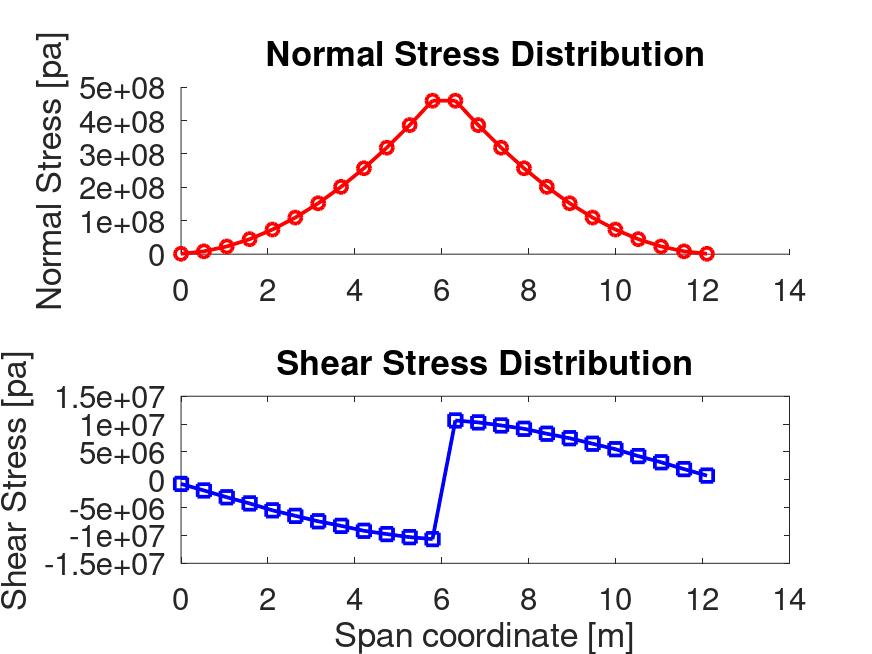 Normal Stress Distribution
Normal Stress [pa]
5e+08
4e+08
3e+08
2e+08
1e+08
0
0 2 4 6 8 10 12 14
Shear Stress Distribution
Shear Stress [pa]
1.5e+07
1e+07
5e+06
0
-5e+06
-1e+07
-1.5e+07
0 2 4 6 8 10 12 14
Span coordinate [m]